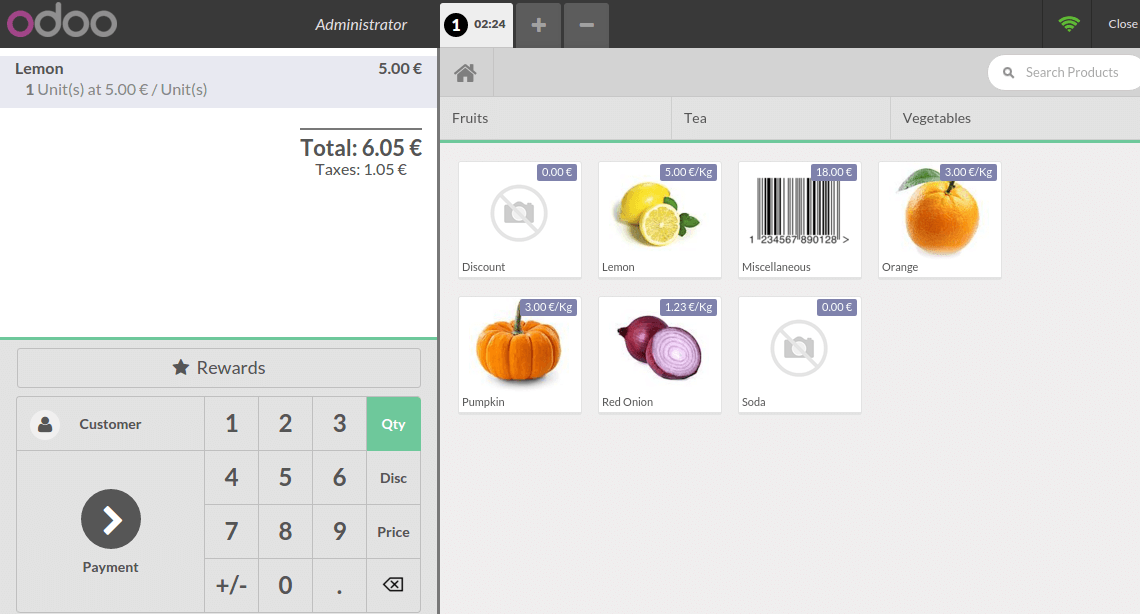 odoo
Administrator
1 02:24
+
−
Close
Lemon 5.00 €
1 Unit(s) at 5.00 € / Unit(s)
Total: 6.05 €
Taxes: 1.05 €
Search Products
Fruits
Tea
Vegetables
0.00 €
Discount
5.00 €/Kg
Lemon
18.00 €
1 234567 890128 >
Miscellaneous
3.00 €/Kg
Orange
3.00 €/Kg
Pumpkin
1.23 €/Kg
Red Onion
0.00 €
Soda
Rewards
Customer
1 2 3 Qty
4 5 6 Disc
7 8 9 Price
+/- 0 .
Payment